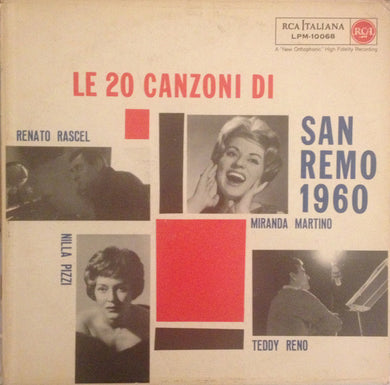 RCA ITALIANA
LPM-10068
RCA
A "New Orthophonic" High Fidelity Recording
LE 20 CANZONI DI
SAN
REMO
1960
RENATO RASCEL
MIRANDA MARTINO
NILLA PIZZI
TEDDY RENO